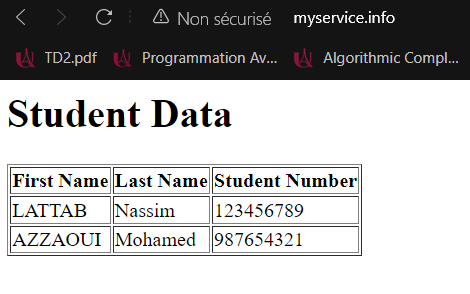 Non sécurisé myservice.info
TD2.pdf Programmation Av... Algorithmic Compl...
Student Data
First Name Last Name Student Number
LATTAB Nassim 123456789
AZZAOUI Mohamed 987654321